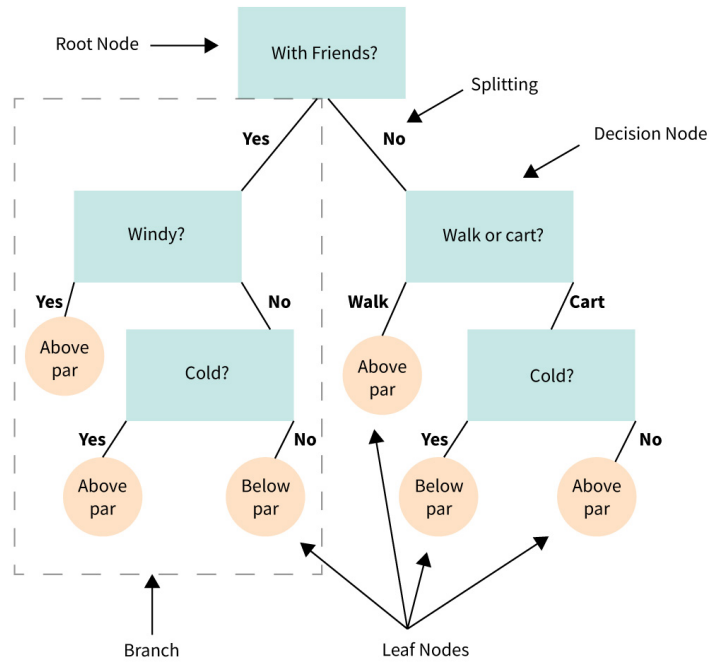 Root Node
With Friends?
Splitting
Yes
No
Decision Node
Windy?
Walk or cart?
Yes
No
Walk
Cart
Above
par
Cold?
Above
par
Cold?
Yes
No
Yes
No
Above
par
Below
par
Below
par
Above
par
Branch
Leaf Nodes